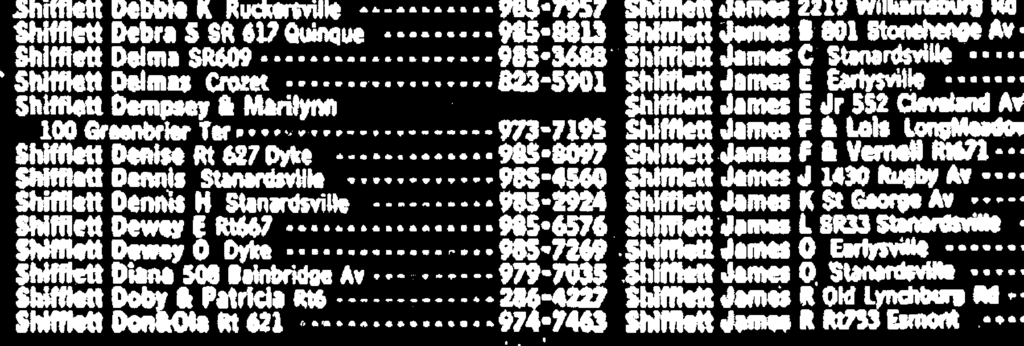 Shifflett Debbie K Ruckersville 985-7957
Shifflett Debra S SR 617 Quinque 985-8813
Shifflett Delma SR609 985-3688
Shifflett Delmas Crozet 823-5901
Shifflett Dempsey & Marilynn
100 Greenbrier Ter 973-7195
Shifflett Denise Rt 627 Dyke 985-8097
Shifflett Dennis Stanardsville 985-4560
Shifflett Dennis H Stanardsville 985-2924
Shifflett Dewey E Rt667 985-6576
Shifflett Dewey O Dyke 985-7269
Shifflett Diana 508 Bainbridge Av 979-7035
Shifflett Doby & Patricia Rt6 286-4227
Shifflett Don&Ola Rt 621 974-7463
Shifflett James 2219 Williamsburg Rd
Shifflett James B 801 Stonehenge Av
Shifflett James C Stanardsville
Shifflett James E Earlysville
Shifflett James E Jr 552 Cleveland Av
Shifflett James F & Lois LongMeadow
Shifflett James F & Vernell Rt671
Shifflett James J 1430 Rugby Av
Shifflett James K St George Av
Shifflett James L SR33 Stanardsville
Shifflett James O Earlysville
Shifflett James O Stanardsville
Shifflett James R Old Lynchburg Rd
Shifflett James R Rt753 Esmont